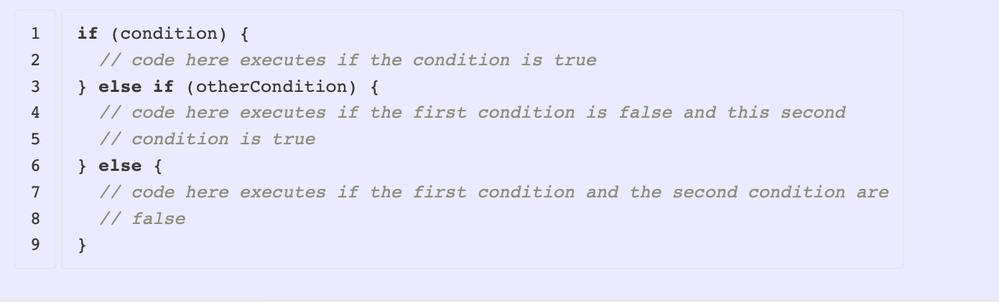 1 if (condition) {
2 // code here executes if the condition is true
3 } else if (otherCondition) {
4 // code here executes if the first condition is false and this second
5 // condition is true
6 } else {
7 // code here executes if the first condition and the second condition are
8 // false
9 }